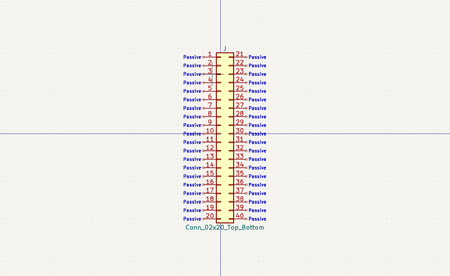 J
Passive 1 21 Passive
Passive 2 22 Passive
Passive 3 23 Passive
Passive 4 24 Passive
Passive 5 25 Passive
Passive 6 26 Passive
Passive 7 27 Passive
Passive 8 28 Passive
Passive 9 29 Passive
Passive 10 30 Passive
Passive 11 31 Passive
Passive 12 32 Passive
Passive 13 33 Passive
Passive 14 34 Passive
Passive 15 35 Passive
Passive 16 36 Passive
Passive 17 37 Passive
Passive 18 38 Passive
Passive 19 39 Passive
Passive 20 40 Passive
Conn_02x20_Top_Bottom